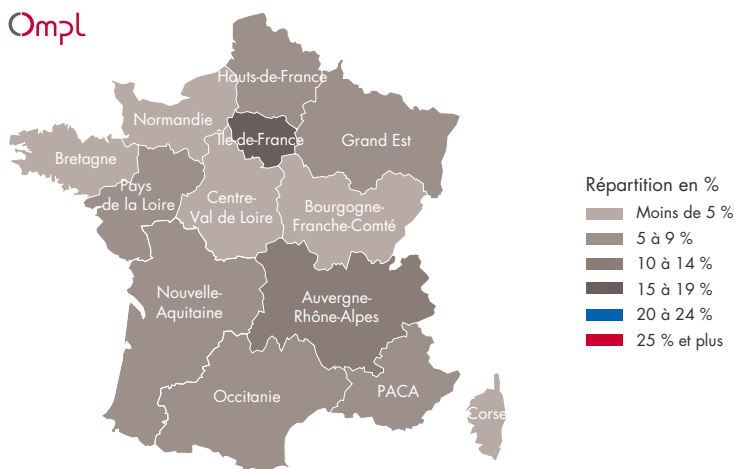 Ompl
Hauts-de-France
Normandie
Île-de-France
Grand Est
Bretagne
Pays
de la Loire
Centre-
Val de Loire
Bourgogne-
Franche-Comté
Nouvelle-
Aquitaine
Auvergne-
Rhône-Alpes
Occitanie
PACA
Corse
Répartition en %
Moins de 5 %
5 à 9 %
10 à 14 %
15 à 19 %
20 à 24 %
25 % et plus